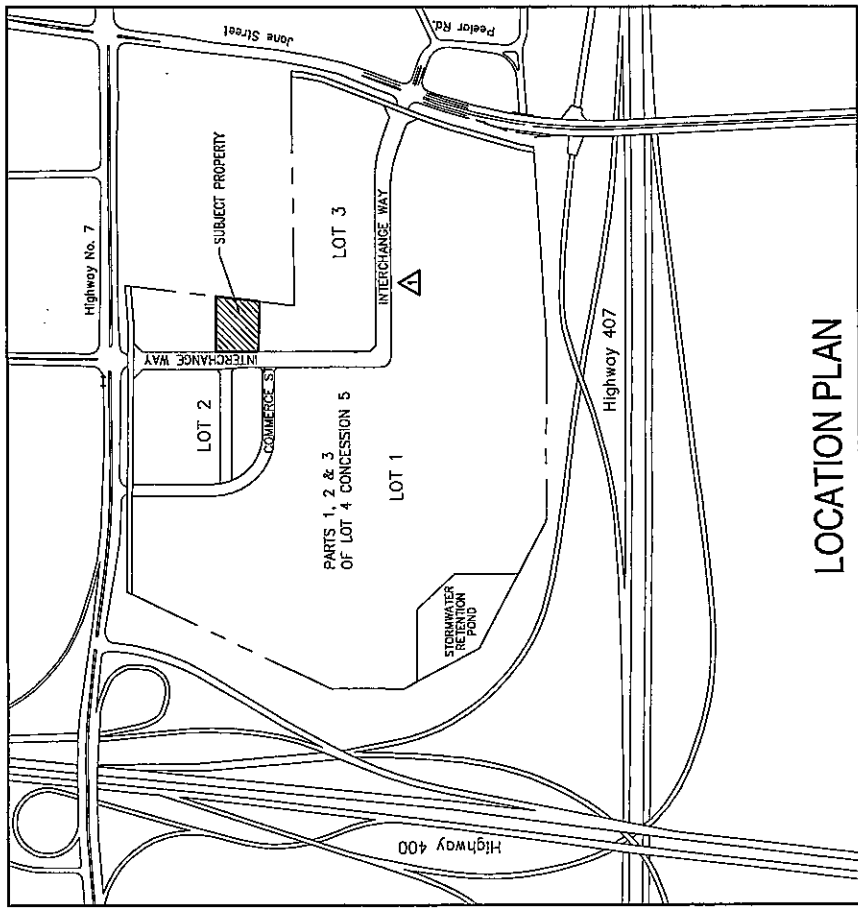 Highway No. 7
LOT 2
INTERCHANGE WAY
SUBJECT PROPERTY
Jane Street
COMMERCE ST
PARTS 1, 2 & 3
OF LOT 4 CONCESSION 5
LOT 3
INTERCHANGE WAY
LOT 1
1
Peelar Rd.
STORMWATER
RETENTION
POND
Highway 400
Highway 407
LOCATION PLAN